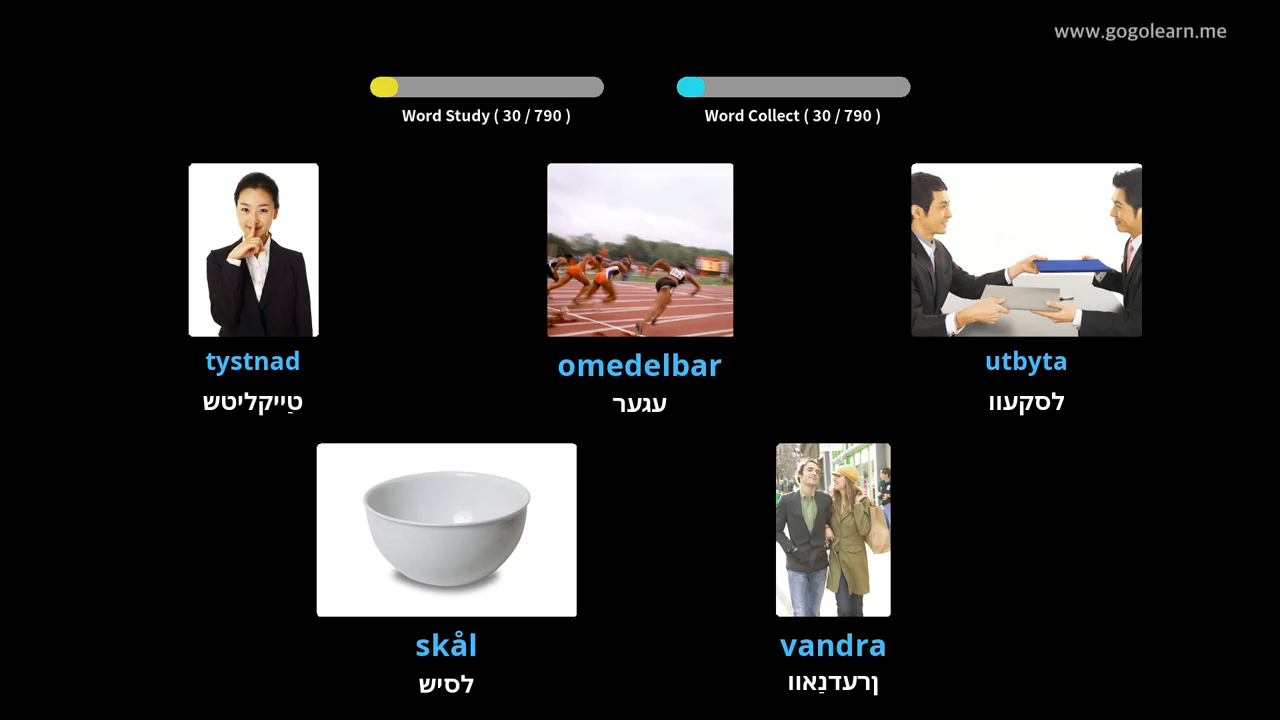 www.gogolearn.me
Word Study ( 30 / 790 )
Word Collect ( 30 / 790 )
tystnad
טַייקליטש
omedelbar
עגער
utbyta
לסקעוו
skål
לסיש
vandra
ןרעדנַאוו